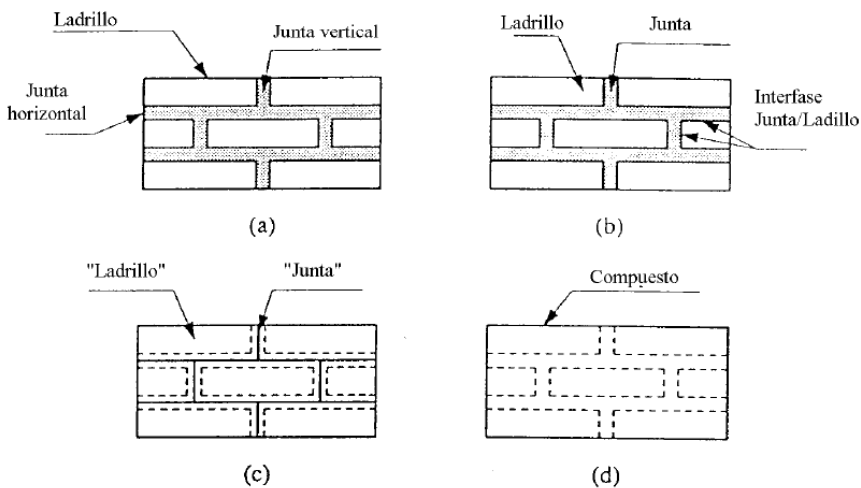 Ladrillo
Junta vertical
Junta
horizontal
(a)
Ladrillo
Junta
Interfase
Junta/Ladillo
(b)
"Ladrillo"
"Junta"
(c)
Compuesto
(d)